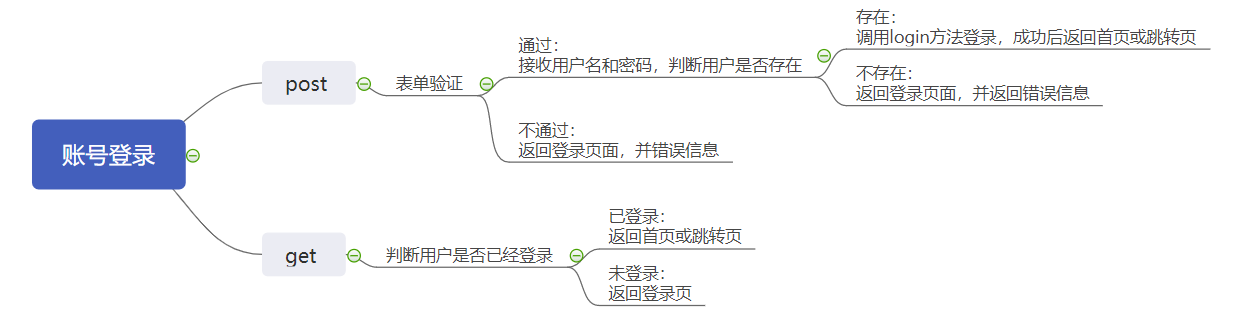 账号登录
post
表单验证
通过：
接收用户名和密码，判断用户是否存在
存在：
调用login方法登录，成功后返回首页或跳转页
不存在：
返回登录页面，并返回错误信息
不通过：
返回登录页面，并错误信息
get
判断用户是否已经登录
已登录：
返回首页或跳转页
未登录：
返回登录页